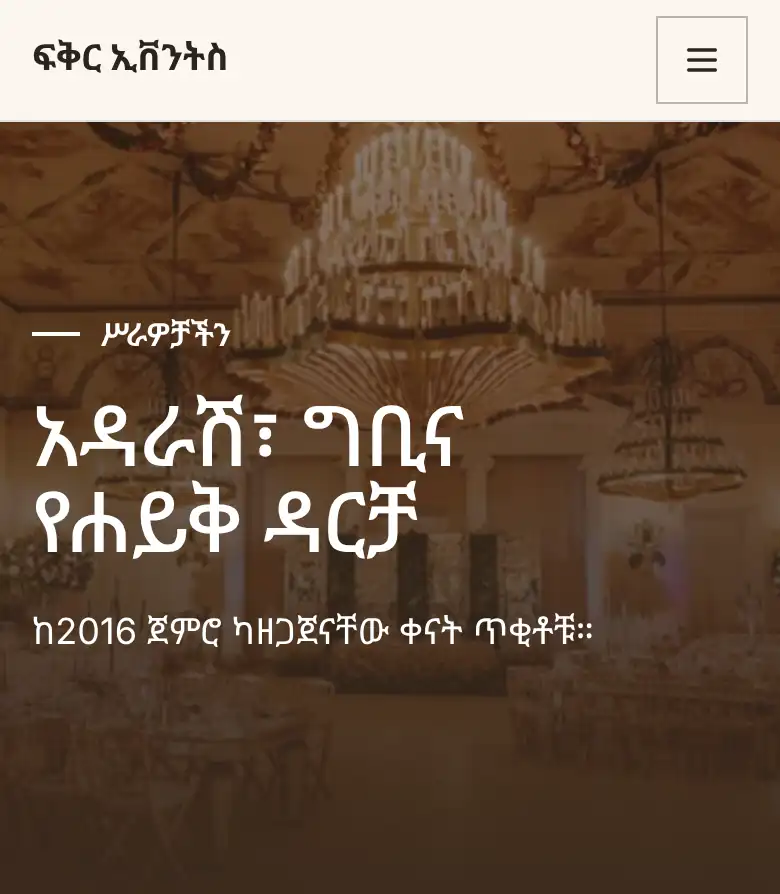 ፍቅር ኢቨንትስ
ሥራዎቻችን
አዳራሽ፣ ግቢና
የሐይቅ ዳርቻ
ከ2016 ጀምሮ ካዘጋጀናቸው ቀናት ጥቂቶቹ።